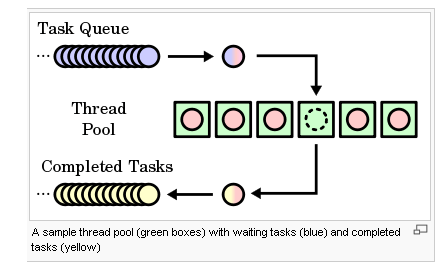 Task Queue
...
Thread
Pool
Completed Tasks
...
A sample thread pool (green boxes) with waiting tasks (blue) and completed
tasks (yellow)